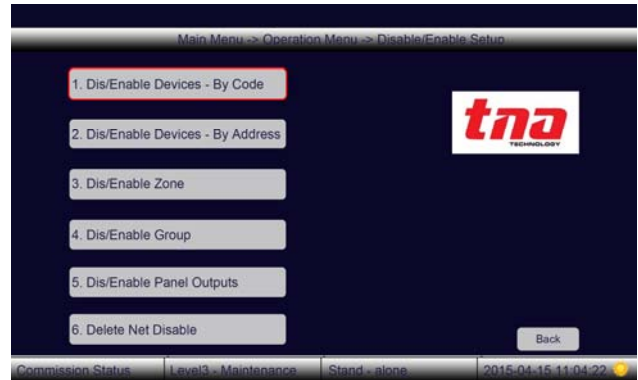 Main Menu -> Operation Menu -> Disable/Enable Setup
1. Dis/Enable Devices - By Code
2. Dis/Enable Devices - By Address
3. Dis/Enable Zone
4. Dis/Enable Group
5. Dis/Enable Panel Outputs
6. Delete Net Disable
tna
TECHNOLOGY
Back
Commission Status
Level3 - Maintenance
Stand - alone
2015-04-15 11:04:22